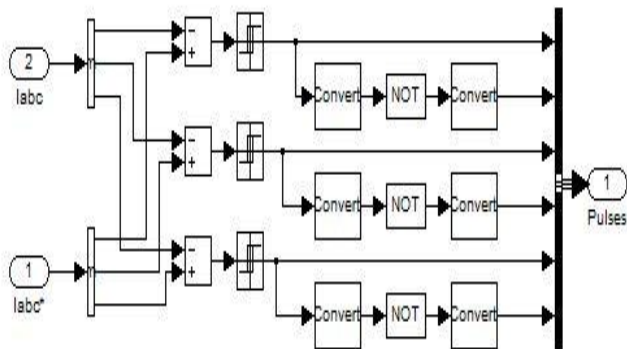 2
Iabc
m
−
+
Convert
NOT
Convert
−
+
Convert
NOT
Convert
1
Pulses
1
Iabc*
m
−
+
Convert
NOT
Convert